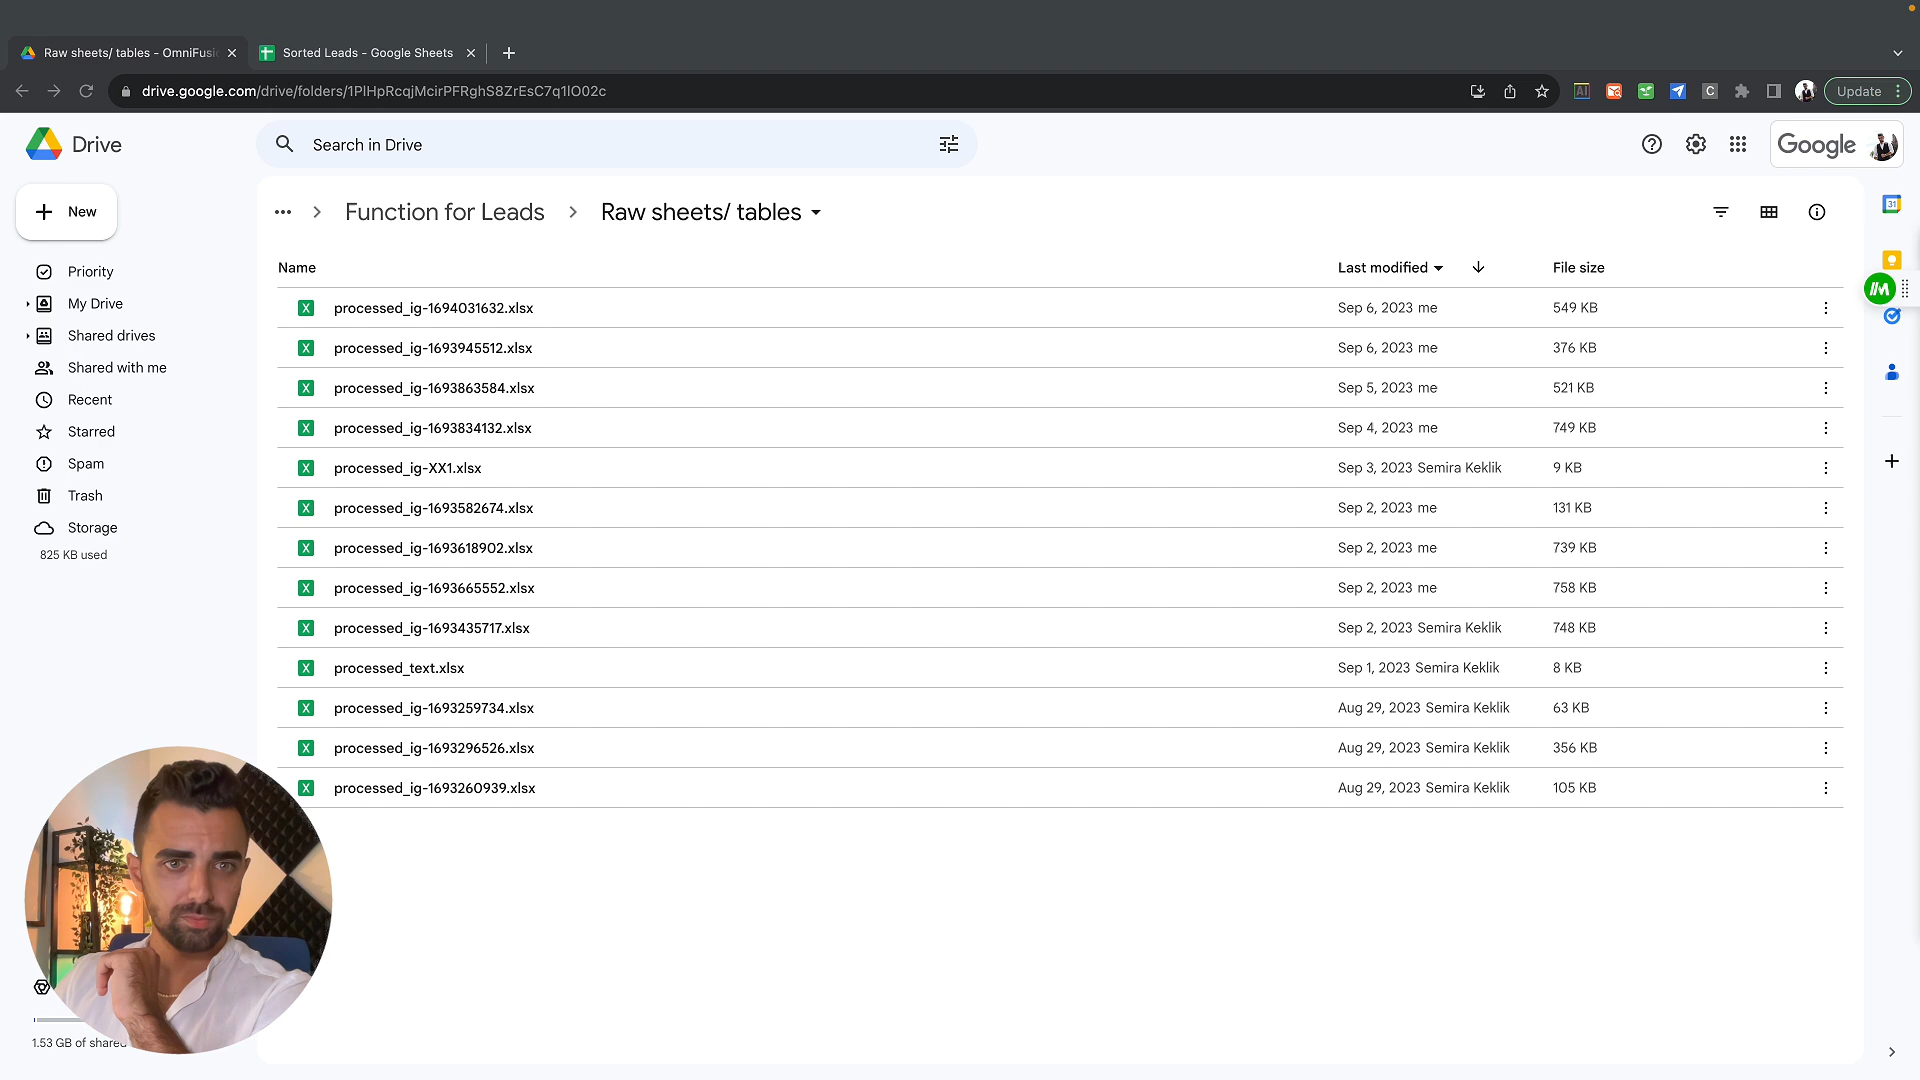 Raw sheets/ tables - OmniFusi
Sorted Leads - Google Sheets
drive.google.com/drive/folders/1PlHpRcqjMcirPFRghS8ZrEsC7q1lO02c
Update
Drive
Search in Drive
Google
New
Function for Leads
Raw sheets/ tables
Priority
My Drive
Shared drives
Shared with me
Recent
Starred
Spam
Trash
Storage
825 KB used
Name Last modified File size
processed_ig-1694031632.xlsx Sep 6, 2023 me 549 KB
processed_ig-1693945512.xlsx Sep 6, 2023 me 376 KB
processed_ig-1693863584.xlsx Sep 5, 2023 me 521 KB
processed_ig-1693834132.xlsx Sep 4, 2023 me 749 KB
processed_ig-XX1.xlsx Sep 3, 2023 Semira Keklik 9 KB
processed_ig-1693582674.xlsx Sep 2, 2023 me 131 KB
processed_ig-1693618902.xlsx Sep 2, 2023 me 739 KB
processed_ig-1693665552.xlsx Sep 2, 2023 me 758 KB
processed_ig-1693435717.xlsx Sep 2, 2023 Semira Keklik 748 KB
processed_text.xlsx Sep 1, 2023 Semira Keklik 8 KB
processed_ig-1693259734.xlsx Aug 29, 2023 Semira Keklik 63 KB
processed_ig-1693296526.xlsx Aug 29, 2023 Semira Keklik 356 KB
processed_ig-1693260939.xlsx Aug 29, 2023 Semira Keklik 105 KB
1.53 GB of shared